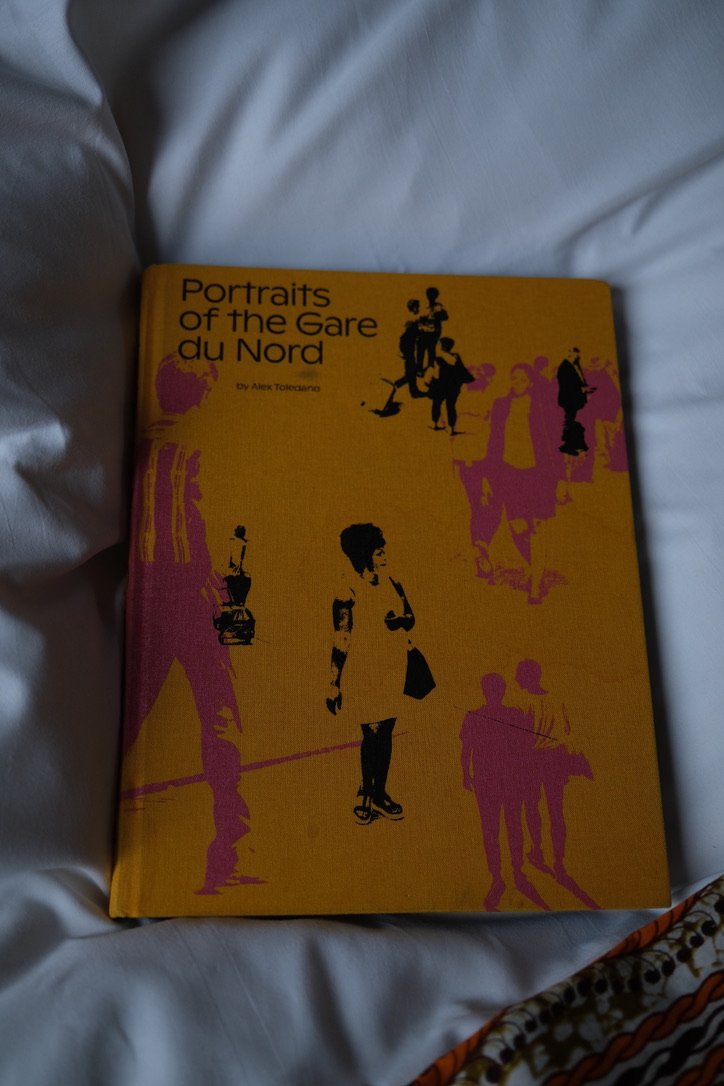 Portraits
of the Gare
du Nord
by Alex Toledano